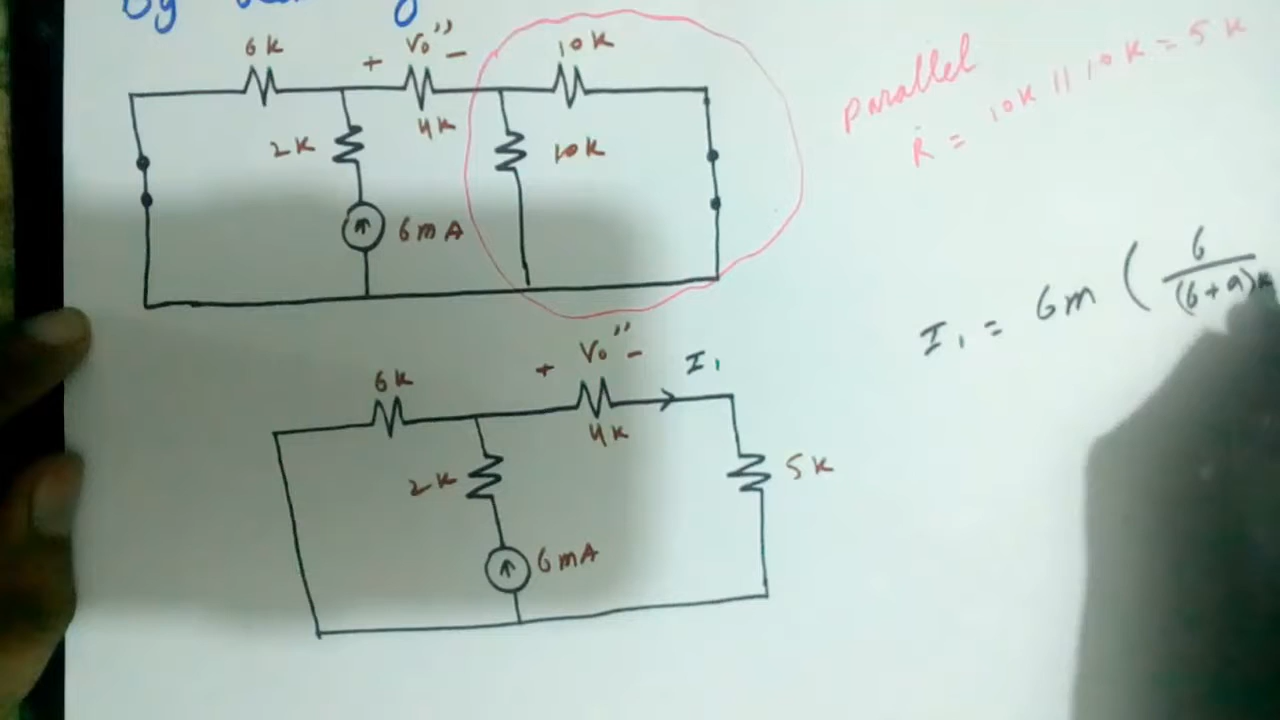 By
6K
+ Vo'' -
10K
4K
2K
10K
6mA
parallel
R = 10K || 10K = 5K
I1 = 6m ( 6 / (6+9)
6K
+ Vo'' -
I1
4K
2K
5K
6mA